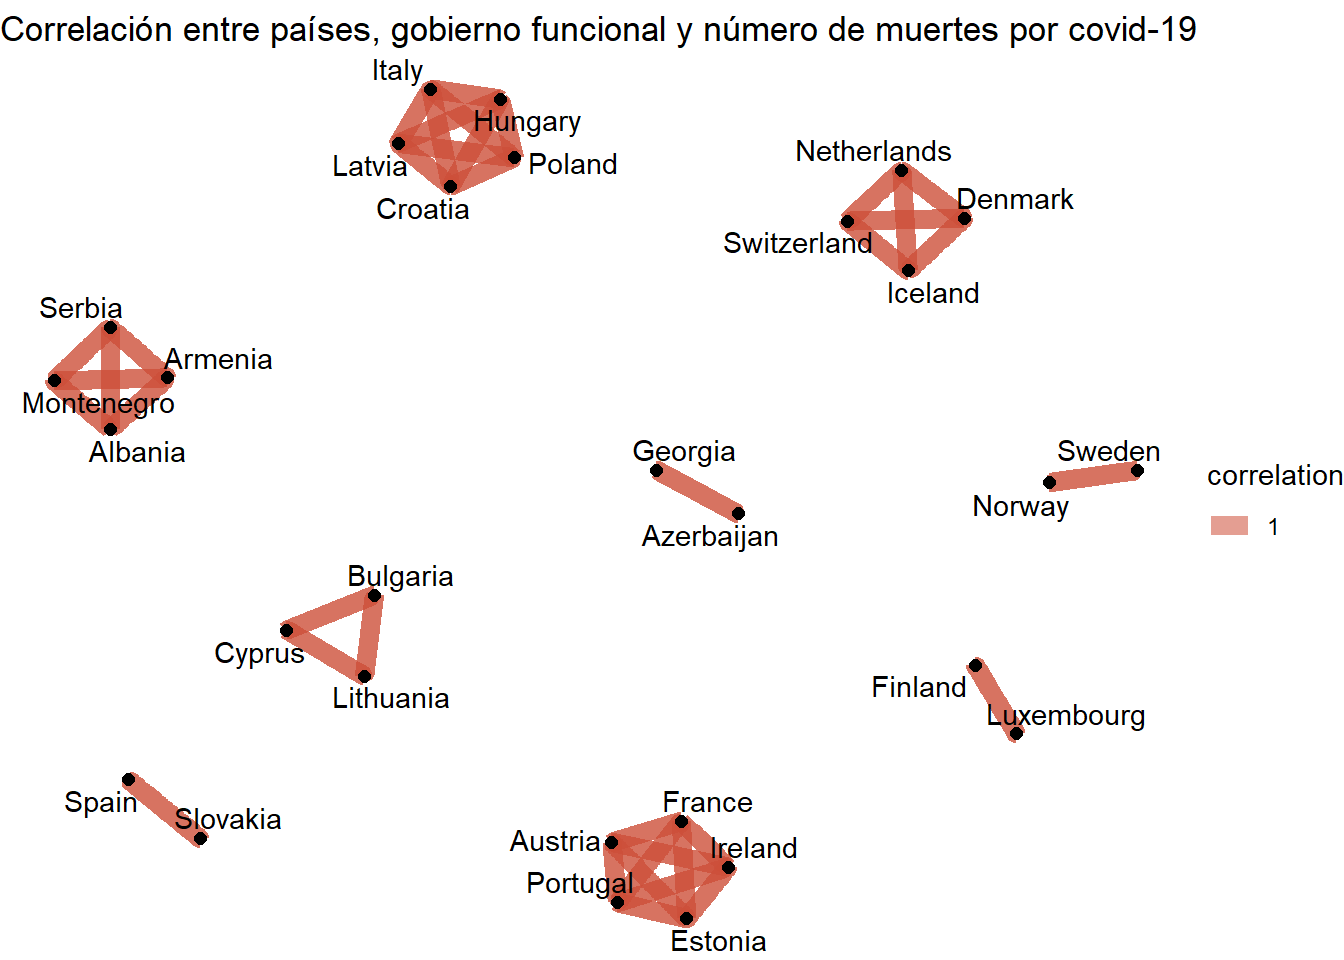 Correlación entre países, gobierno funcional y número de muertes por covid-19
Italy
Hungary
Latvia
Poland
Croatia
Netherlands
Denmark
Switzerland
Iceland
Serbia
Armenia
Montenegro
Albania
Georgia
Azerbaijan
Sweden
Norway
correlation
1
Bulgaria
Cyprus
Lithuania
Finland
Luxembourg
Spain
Slovakia
France
Austria
Ireland
Portugal
Estonia